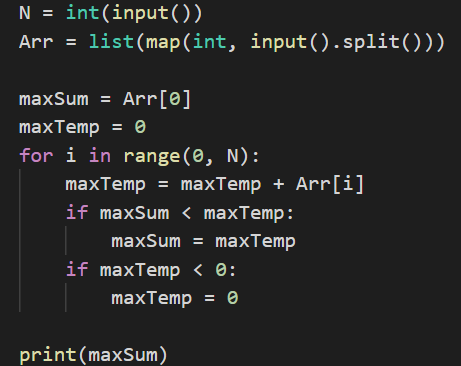 N = int(input())
Arr = list(map(int, input().split()))

maxSum = Arr[0]
maxTemp = 0
for i in range(0, N):
    maxTemp = maxTemp + Arr[i]
    if maxSum < maxTemp:
        maxSum = maxTemp
    if maxTemp < 0:
        maxTemp = 0

print(maxSum)